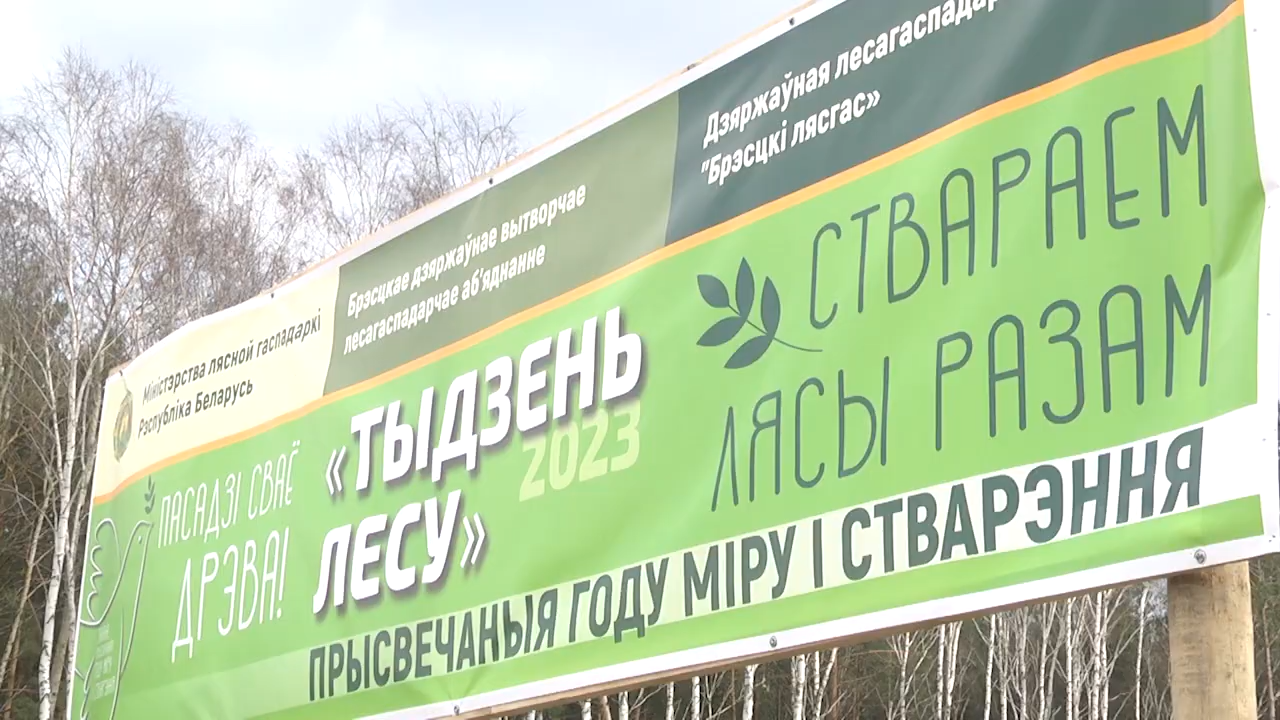 Міністэрства лясной гаспадаркі
Рэспубліка Беларусь
Брэсцкае дзяржаўнае вытворчае
лесагаспадарчае аб'яднанне
Дзяржаўная
"Брэсцкі лясгас»
ПАСАДЗІ СВАЁ
ДРЭВА!
«ТЫДЗЕНЬ
ЛЕСУ»
2023
СТВАРАЕМ
ЛЯСЫ РАЗАМ
ПРЫСВЕЧАНЫЯ ГОДУ МІРУ І СТВАРЭННЯ